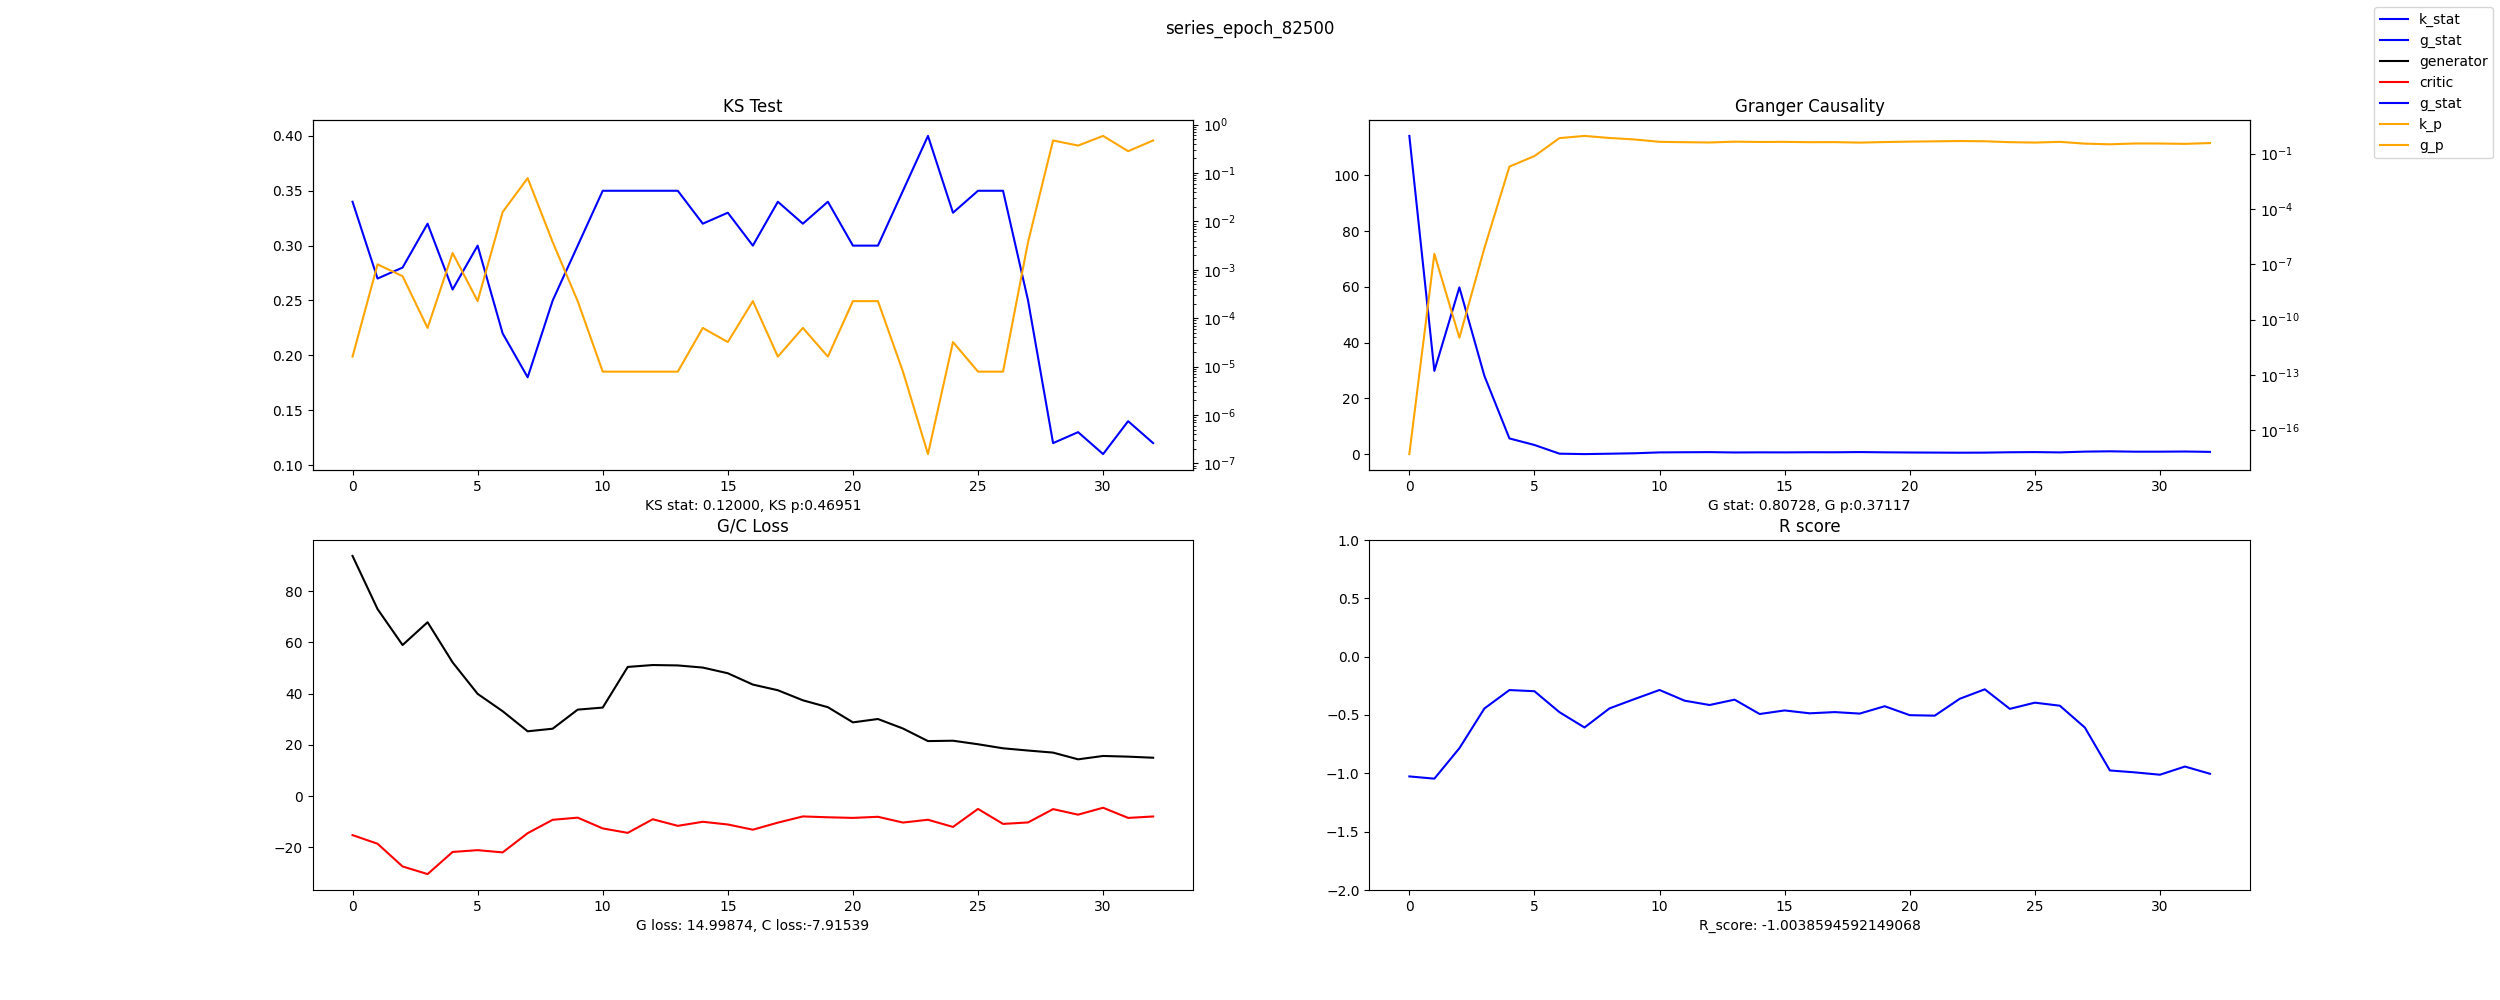 series_epoch_82500
k_stat
g_stat
generator
critic
g_stat
k_p
g_p
KS Test
0.40
0.35
0.30
0.25
0.20
0.15
0.10
10⁰
10⁻¹
10⁻²
10⁻³
10⁻⁴
10⁻⁵
10⁻⁶
10⁻⁷
0 5 10 15 20 25 30
KS stat: 0.12000, KS p:0.46951
Granger Causality
100
80
60
40
20
0
10⁻¹
10⁻⁴
10⁻⁷
10⁻¹⁰
10⁻¹³
10⁻¹⁶
0 5 10 15 20 25 30
G stat: 0.80728, G p:0.37117
G/C Loss
80
60
40
20
0
−20
0 5 10 15 20 25 30
G loss: 14.99874, C loss:-7.91539
R score
1.0
0.5
0.0
−0.5
−1.0
−1.5
−2.0
0 5 10 15 20 25 30
R_score: -1.0038594592149068